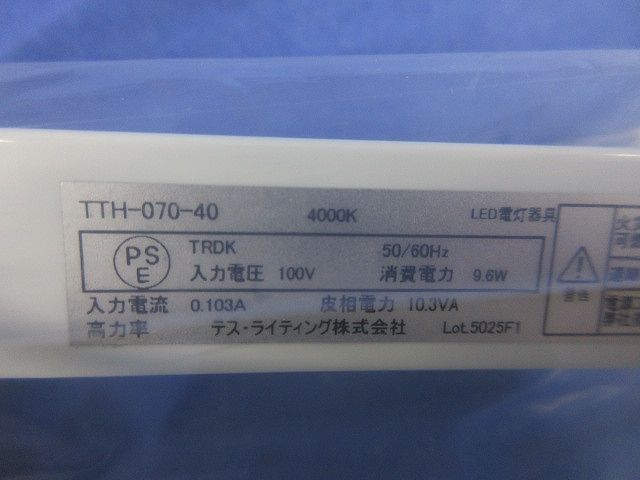 TTH-070-40 4000K LED電灯器具
PS E TRDK 50/60Hz
入力電圧 100V 消費電力 9.6W
入力電流 0.103A 皮相電力 10.3VA
高力率 テス・ライティング株式会社 Lot.5025F1